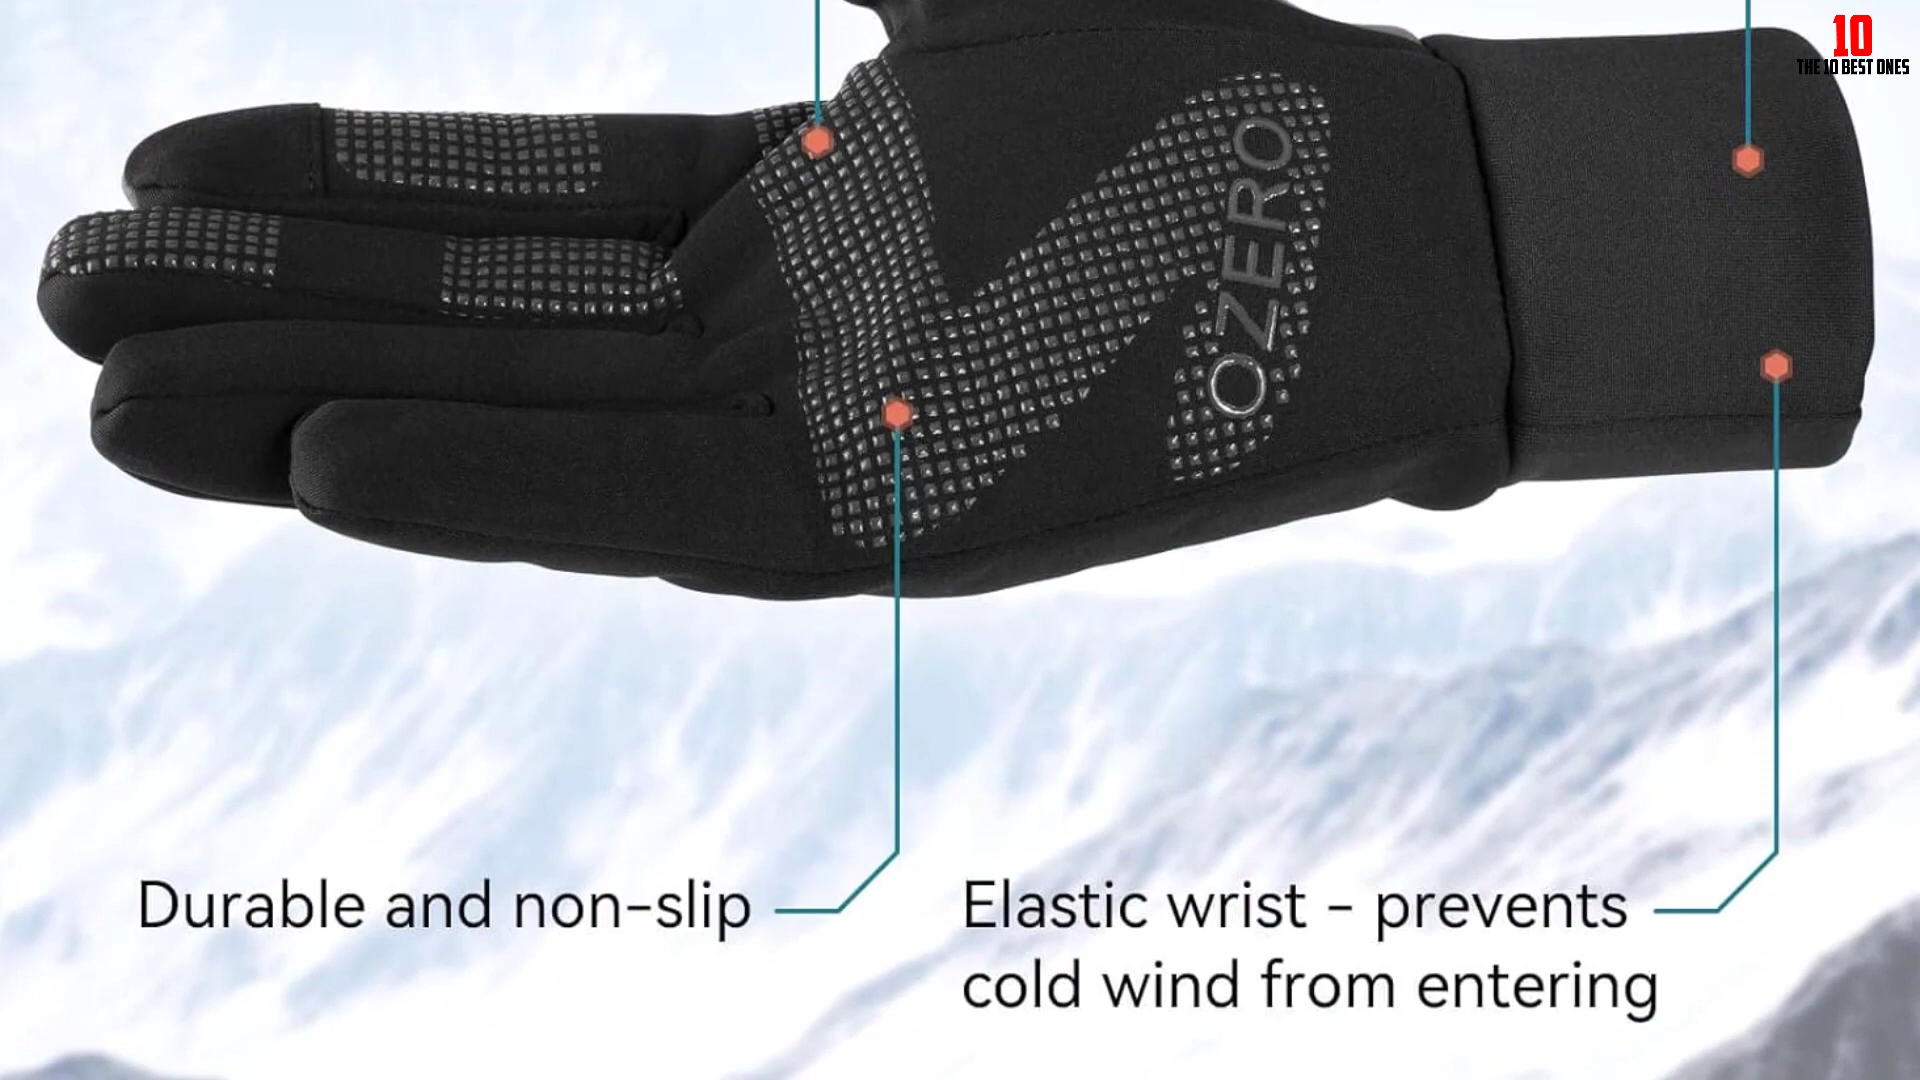 10
THE 10 BEST ONES
OZERO
Durable and non-slip
Elastic wrist - prevents
cold wind from entering